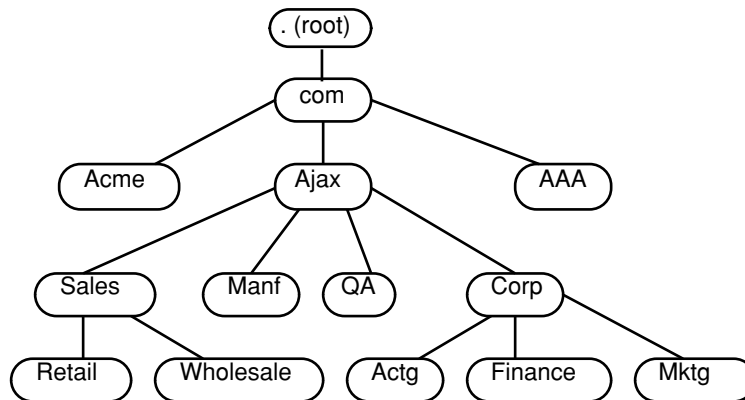 . (root)
com
Acme
Ajax
AAA
Sales
Manf
QA
Corp
Retail
Wholesale
Actg
Finance
Mktg